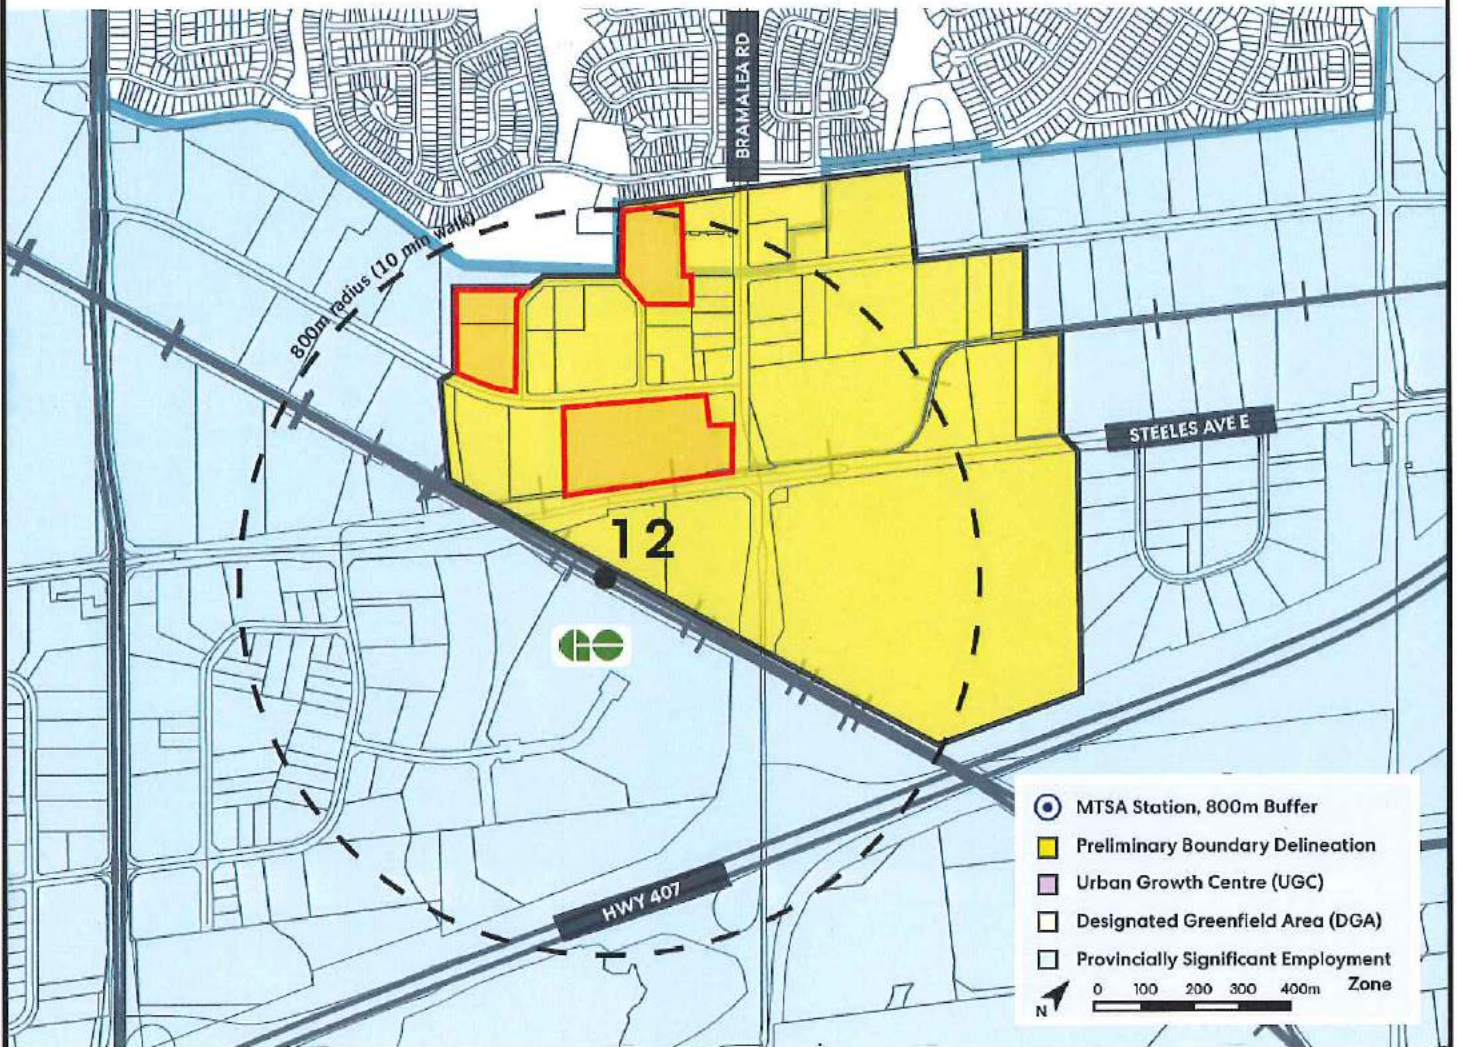 BRAMALEA RD
800m radius (10 min walk)
STEELES AVE E
12
GO
HWY 407
MTSA Station, 800m Buffer
Preliminary Boundary Delineation
Urban Growth Centre (UGC)
Designated Greenfield Area (DGA)
Provincially Significant Employment
Zone
0 100 200 300 400m
N